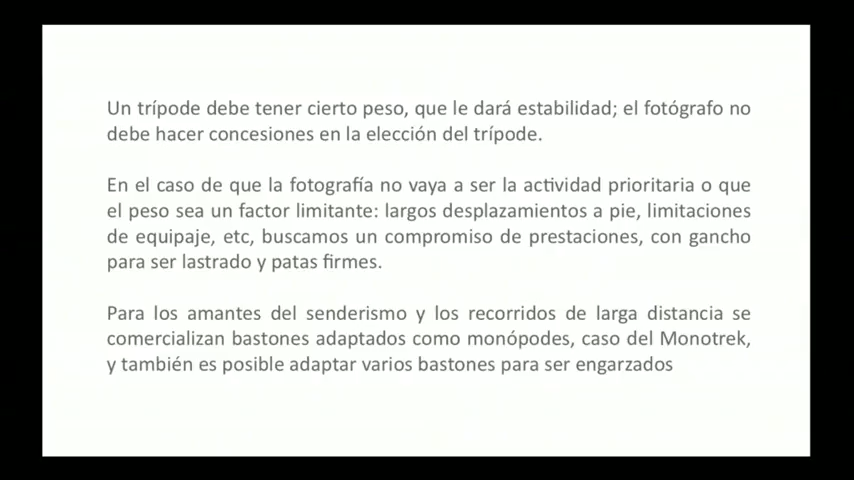 Un trípode debe tener cierto peso, que le dará estabilidad; el fotógrafo no
debe hacer concesiones en la elección del trípode.
En el caso de que la fotografía no vaya a ser la actividad prioritaria o que
el peso sea un factor limitante: largos desplazamientos a pie, limitaciones
de equipaje, etc, buscamos un compromiso de prestaciones, con gancho
para ser lastrado y patas firmes.
Para los amantes del senderismo y los recorridos de larga distancia se
comercializan bastones adaptados como monópodes, caso del Monotrek,
y también es posible adaptar varios bastones para ser engarzados